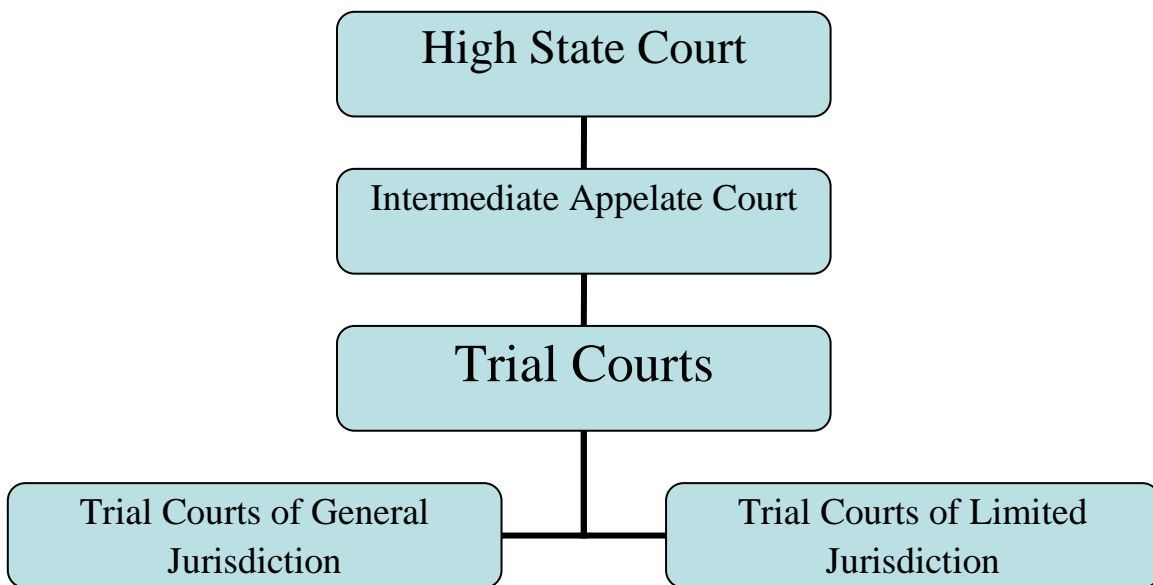 High State Court
Intermediate Appelate Court
Trial Courts
Trial Courts of General
Jurisdiction
Trial Courts of Limited
Jurisdiction